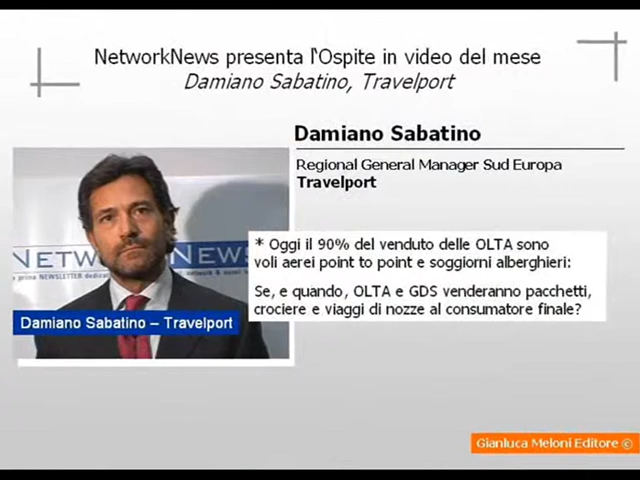 NetworkNews presenta l'Ospite in video del mese
Damiano Sabatino, Travelport
Damiano Sabatino
Regional General Manager Sud Europa
Travelport
* Oggi il 90% del venduto delle OLTA sono
voli aerei point to point e soggiorni alberghieri:
Se, e quando, OLTA e GDS venderanno pacchetti,
crociere e viaggi di nozze al consumatore finale?
NEWS
prima NEWSLETTER
Damiano Sabatino – Travelport
Gianluca Meloni Editore ©